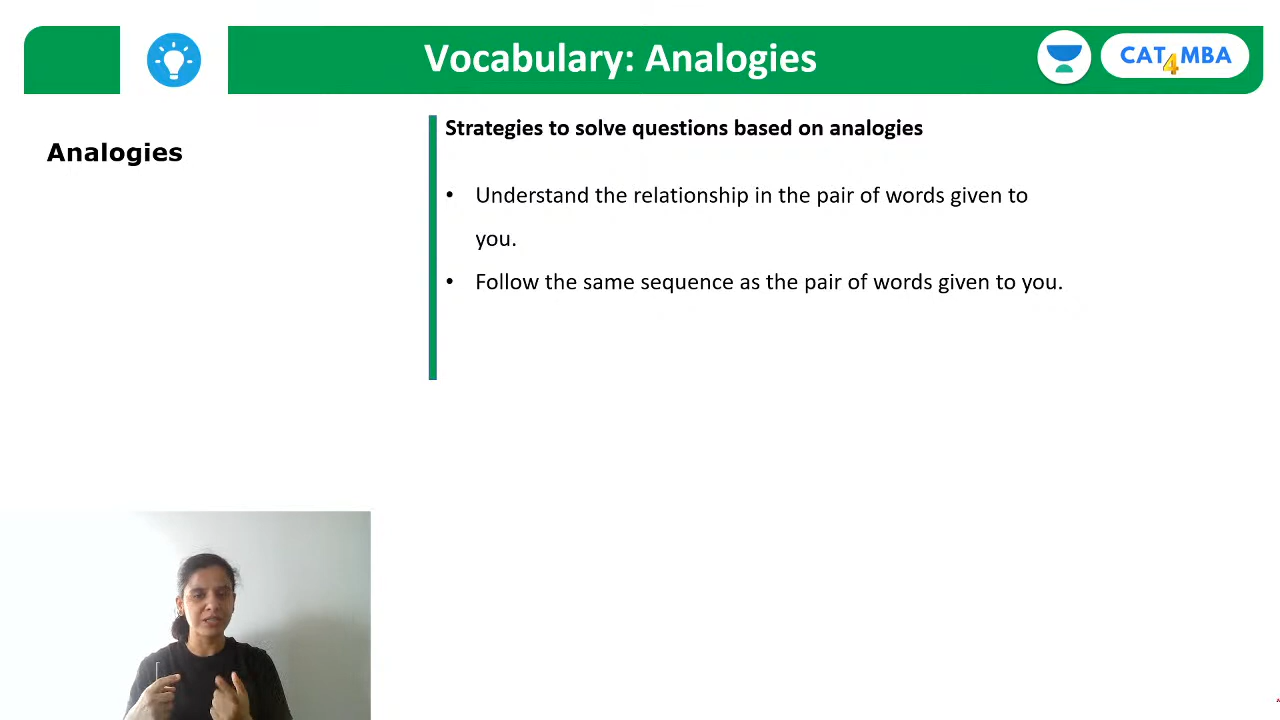 Vocabulary: Analogies
CAT4MBA
Analogies
Strategies to solve questions based on analogies
• Understand the relationship in the pair of words given to
you.
• Follow the same sequence as the pair of words given to you.